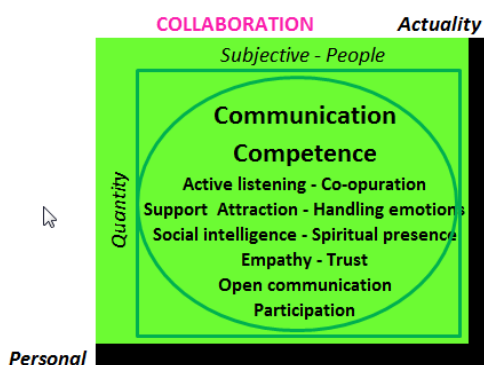 COLLABORATION Actuality
Subjective - People
Communication
Competence
Active listening - Co-opuration
Support Attraction - Handling emotions
Social intelligence - Spiritual presence
Empathy - Trust
Open communication
Participation
Quantity
Personal